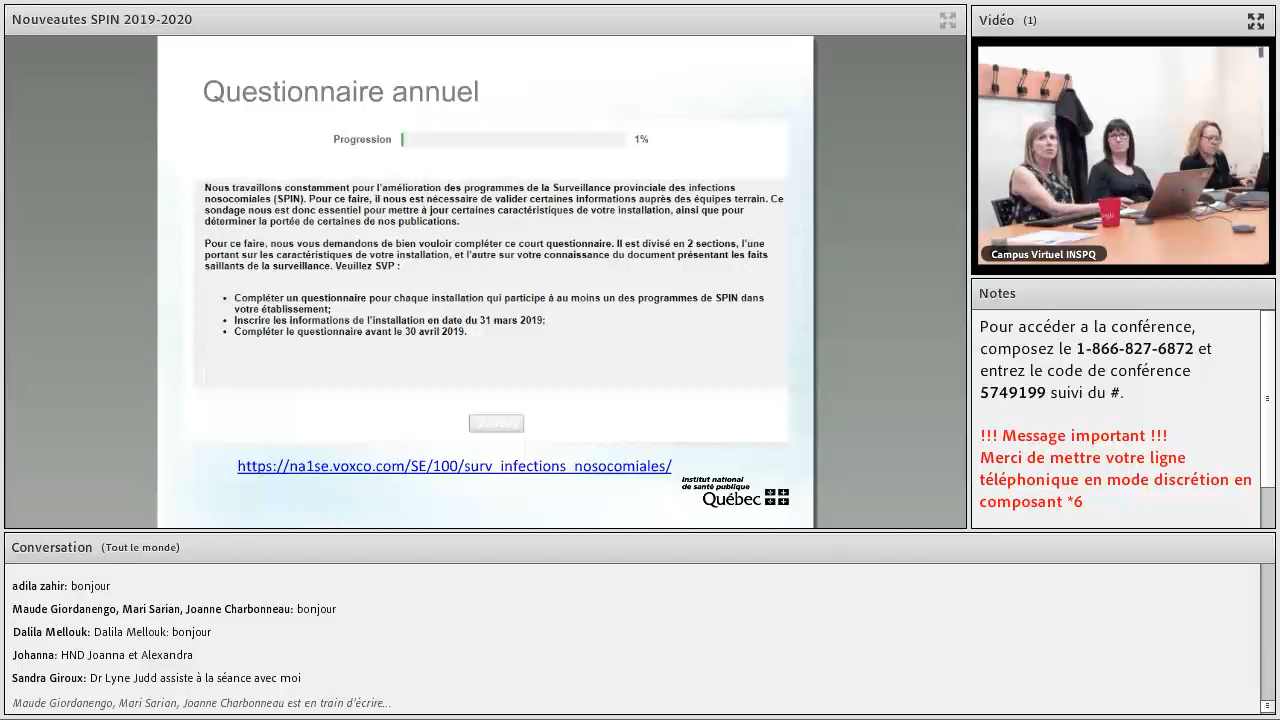 Nouveautes SPIN 2019-2020
Questionnaire annuel
Progression 1%
Nous travaillons constamment pour l'amélioration des programmes de la Surveillance provinciale des infections
nosocomiales (SPIN). Pour ce faire, il nous est nécessaire de valider certaines informations auprès des équipes terrain. Ce
sondage nous est donc essentiel pour mettre à jour certaines caractéristiques de votre installation, ainsi que pour
déterminer la portée de certaines de nos publications.
Pour ce faire, nous vous demandons de bien vouloir compléter ce court questionnaire. Il est divisé en 2 sections, l'une
portant sur les caractéristiques de votre installation, et l'autre sur votre connaissance du document présentant les faits
saillants de la surveillance. Veuillez SVP :
• Compléter un questionnaire pour chaque installation qui participe à au moins un des programmes de SPIN dans
votre établissement;
• Inscrire les informations de l'installation en date du 31 mars 2019;
• Compléter le questionnaire avant le 30 avril 2019.
https://na1se.voxco.com/SE/100/surv_infections_nosocomiales/
Institut national
de santé publique
Québec
Vidéo (1)
Campus Virtuel INSPQ
Notes
Pour accéder a la conférence,
composez le 1-866-827-6872 et
entrez le code de conférence
5749199 suivi du #.
!!! Message important !!!
Merci de mettre votre ligne
téléphonique en mode discrétion en
composant *6
Conversation (Tout le monde)
adila zahir: bonjour
Maude Giordanengo, Mari Sarian, Joanne Charbonneau: bonjour
Dalila Mellouk: Dalila Mellouk: bonjour
Johanna: HND Joanna et Alexandra
Sandra Giroux: Dr Lyne Judd assiste à la séance avec moi
Maude Giordanengo, Mari Sarian, Joanne Charbonneau est en train d'écrire...